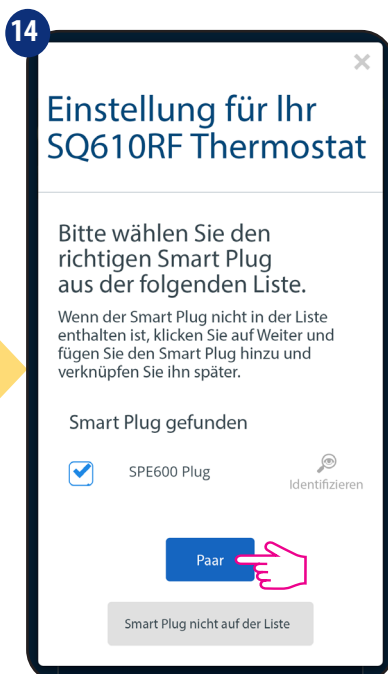 14
Einstellung für Ihr
SQ610RF Thermostat
Bitte wählen Sie den
richtigen Smart Plug
aus der folgenden Liste.
Wenn der Smart Plug nicht in der Liste
enthalten ist, klicken Sie auf Weiter und
fügen Sie den Smart Plug hinzu und
verknüpfen Sie ihn später.
Smart Plug gefunden
SPE600 Plug
Identifizieren
Paar
Smart Plug nicht auf der Liste